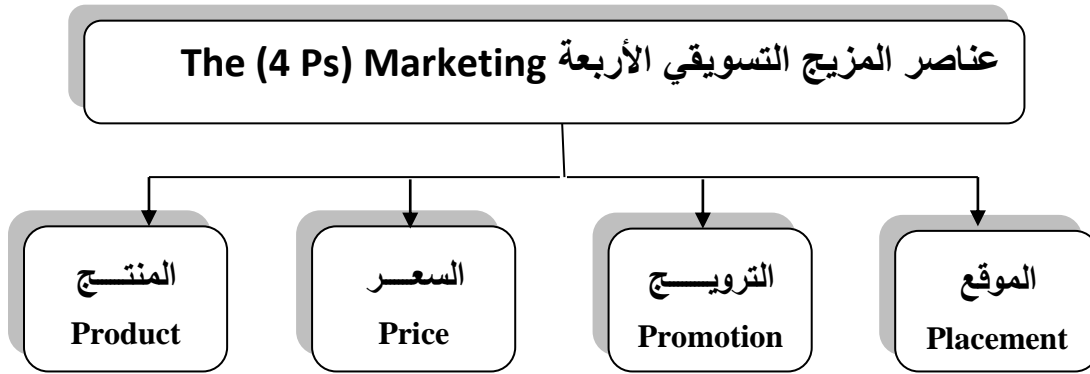 عناصر المزيج التسويقي الأربعة The (4 Ps) Marketing
المنتـــج
Product
السعـــر
Price
الترويـــج
Promotion
الموقع
Placement